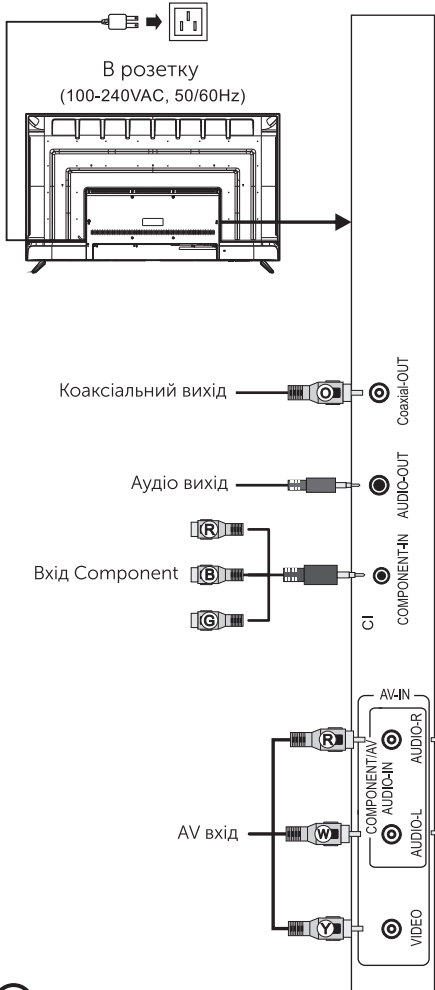 В розетку
(100-240VAC, 50/60Hz)
Коаксіальний вихід
O
Coaxial-OUT
Аудіо вихід
AUDIO-OUT
R
Вхід Component
B
G
COMPONENT-IN
CI
AV-IN
R
AUDIO-R
COMPONENT/AV
AUDIO-IN
AV вхід
W
AUDIO-L
Y
VIDEO